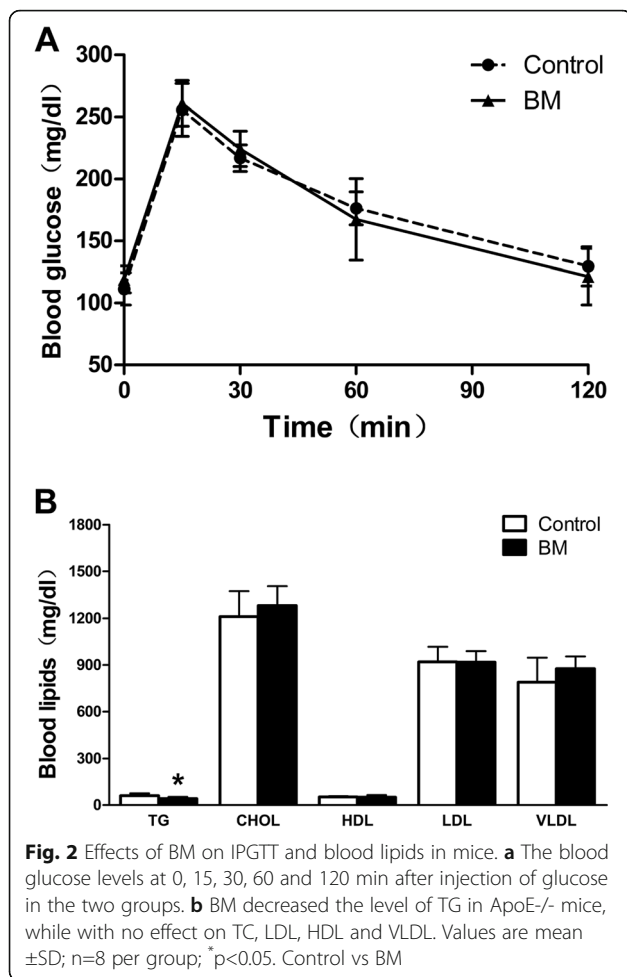 A
Blood glucose（mg/dl）
300
250
200
150
100
50
0
30
60
90
120
Time（min）
Control
BM
B
Blood lipids（mg/dl）
1800
1500
1200
900
600
300
0
TG
CHOL
HDL
LDL
VLDL
*
Control
BM
Fig. 2 Effects of BM on IPGTT and blood lipids in mice. a The blood
glucose levels at 0, 15, 30, 60 and 120 min after injection of glucose
in the two groups. b BM decreased the level of TG in ApoE-/- mice,
while with no effect on TC, LDL, HDL and VLDL. Values are mean
±SD; n=8 per group; *p<0.05. Control vs BM